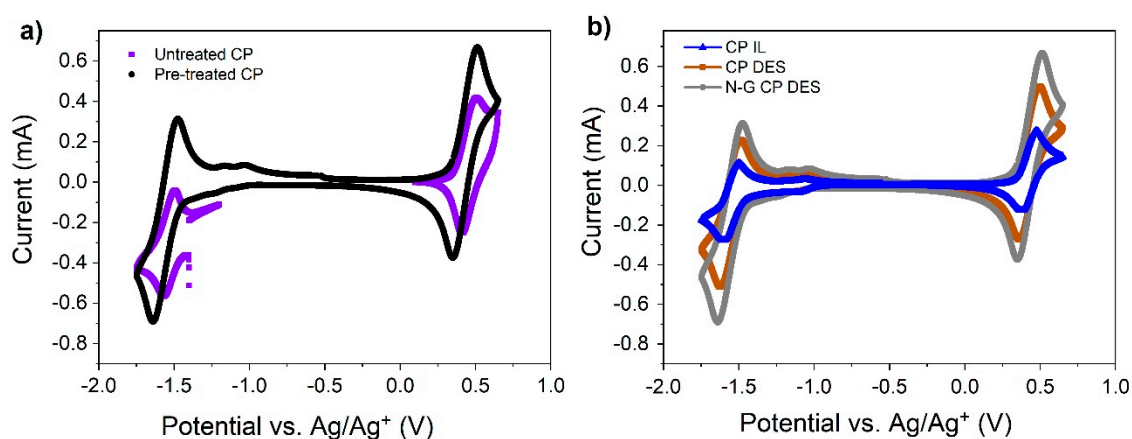 a)
Untreated CP
Pre-treated CP
Current (mA)
0.6
0.4
0.2
0.0
-0.2
-0.4
-0.6
-0.8
-2.0 -1.5 -1.0 -0.5 0.0 0.5 1.0
Potential vs. Ag/Ag⁺ (V)
b)
CP IL
CP DES
N-G CP DES
Current (mA)
0.6
0.4
0.2
0.0
-0.2
-0.4
-0.6
-0.8
-2.0 -1.5 -1.0 -0.5 0.0 0.5 1.0
Potential vs. Ag/Ag⁺ (V)